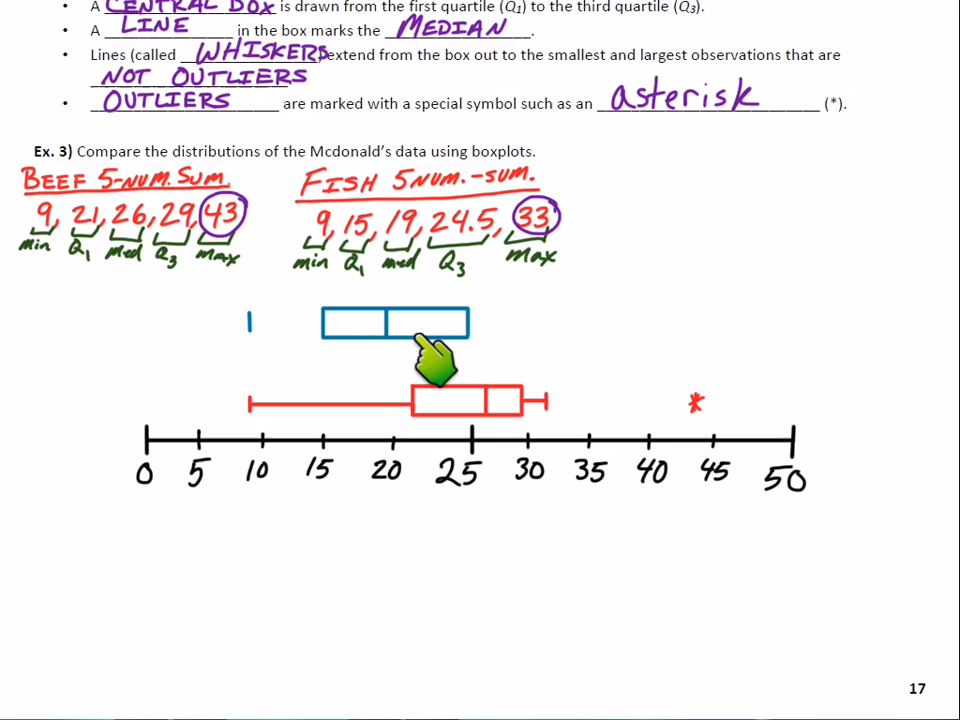 • A CENTRAL BOX is drawn from the first quartile (Q1) to the third quartile (Q3).
• A LINE in the box marks the MEDIAN.
• Lines (called WHISKERS) extend from the box out to the smallest and largest observations that are
NOT OUTLIERS
• OUTLIERS are marked with a special symbol such as an asterisk (*).
Ex. 3) Compare the distributions of the Mcdonald's data using boxplots.
BEEF 5-NUM. SUM.
9, 21, 26, 29, 43
min Q1 Med Q3 Max
FISH 5 NUM.-SUM.
9, 15, 19, 24.5, 33
min Q1 med Q3 Max
*
0 5 10 15 20 25 30 35 40 45 50
17